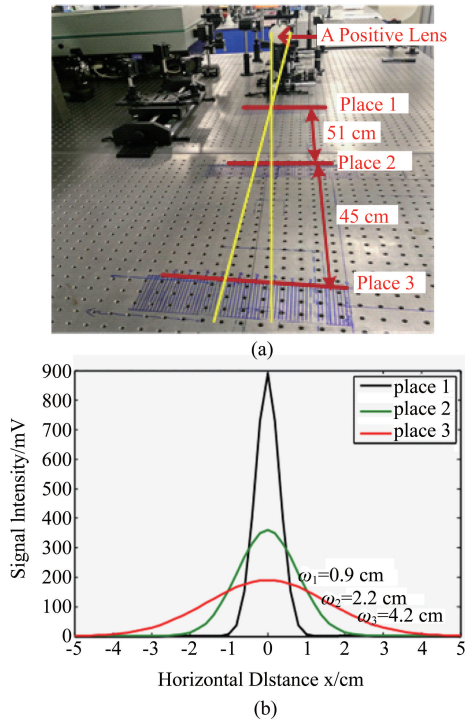 A Positive Lens
Place 1
51 cm
Place 2
45 cm
Place 3
(a)
900
800
700
600
500
400
300
200
100
0
Signal Intensity/mV
place 1
place 2
place 3
ω1=0.9 cm
ω2=2.2 cm
ω3=4.2 cm
-5 -4 -3 -2 -1 0 1 2 3 4 5
Horizontal Dlstance x/cm
(b)